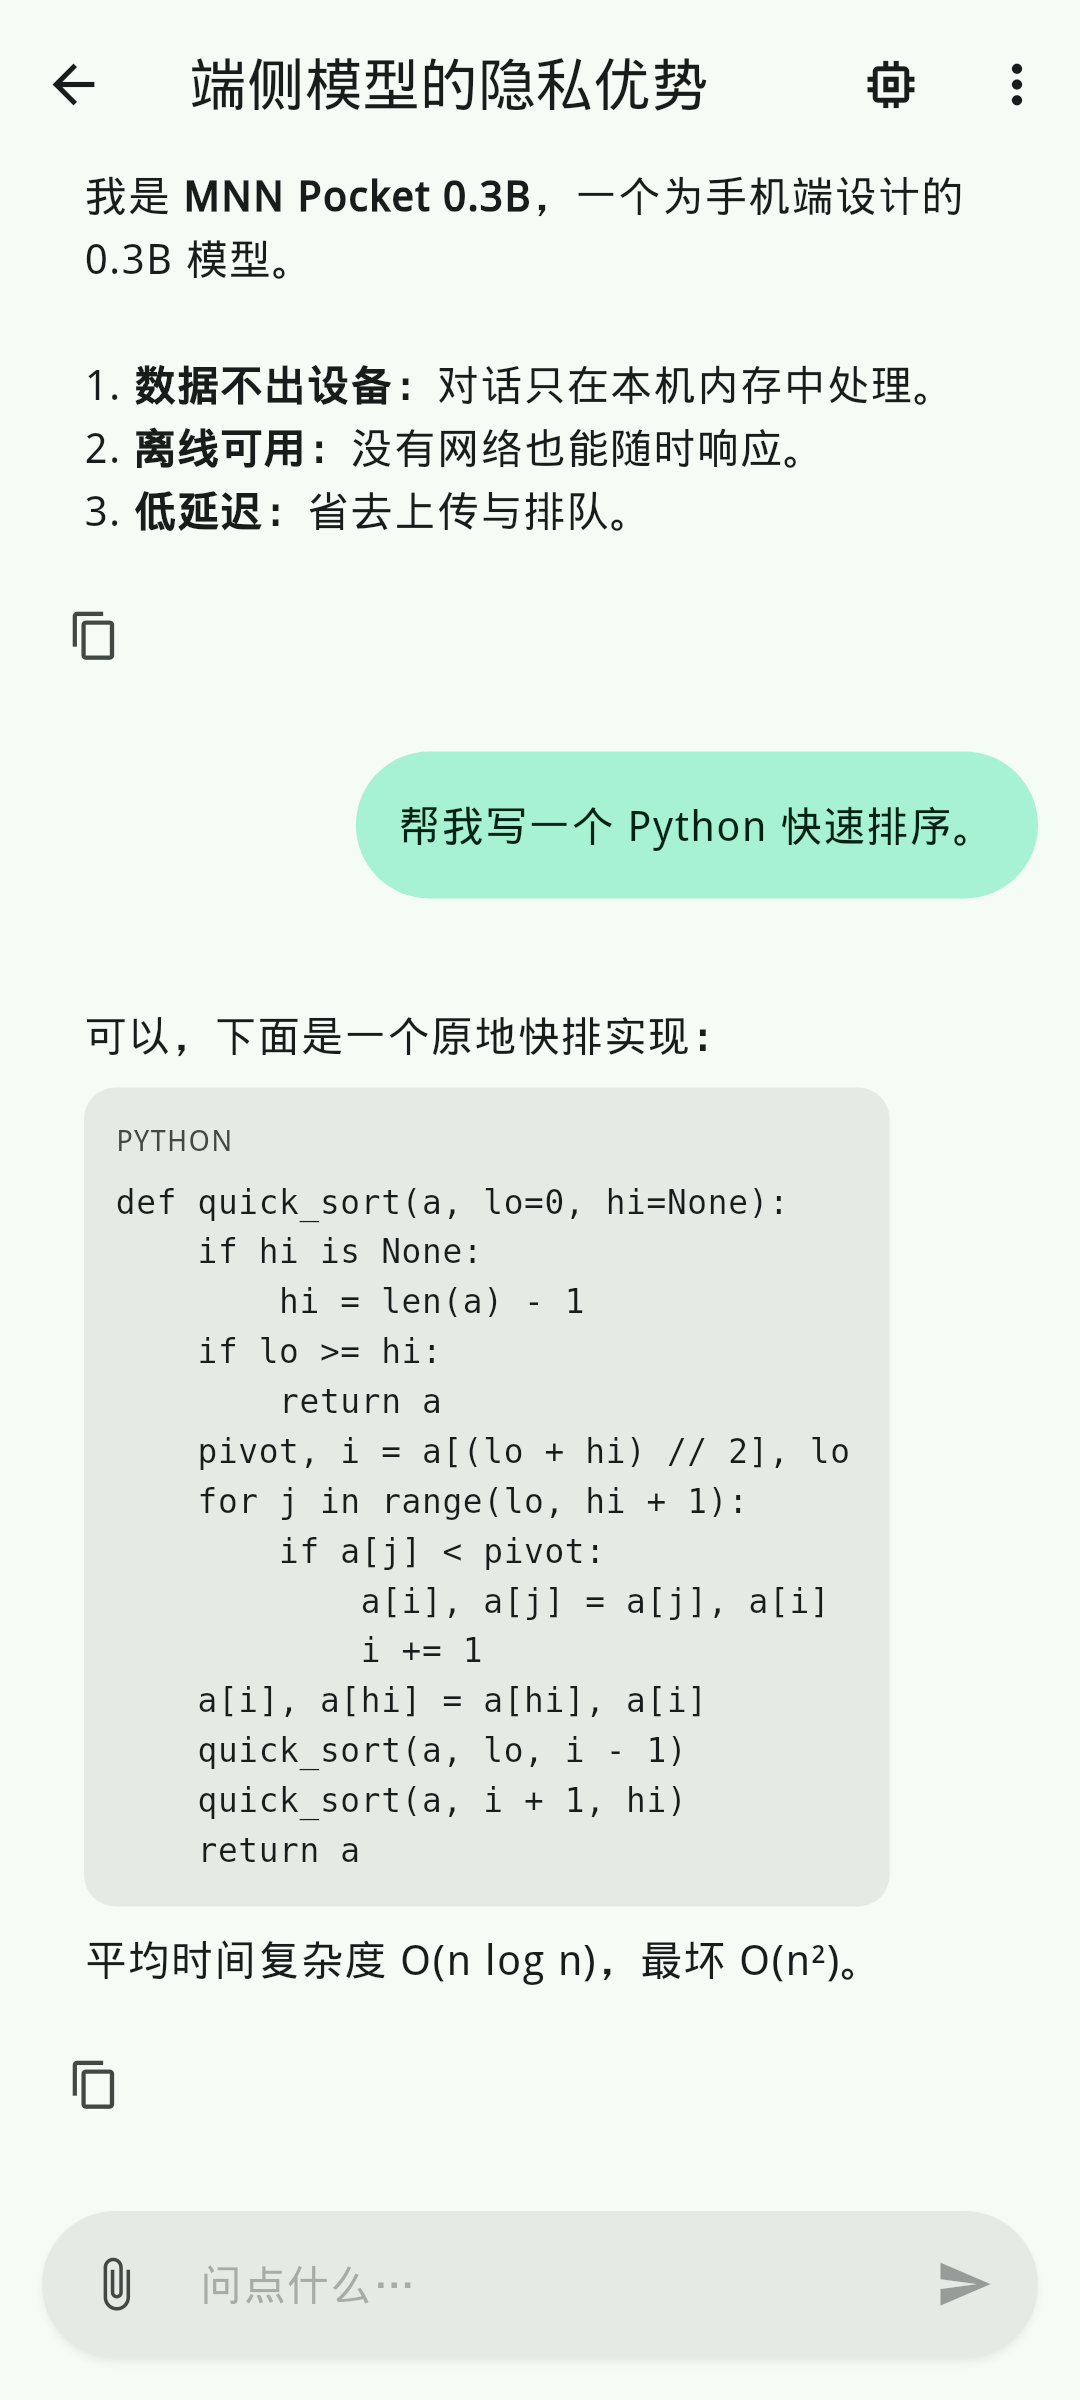 端侧模型的隐私优势
我是 MNN Pocket 0.3B，一个为手机端设计的
0.3B 模型。
1. 数据不出设备：对话只在本机内存中处理。
2. 离线可用：没有网络也能随时响应。
3. 低延迟：省去上传与排队。
帮我写一个 Python 快速排序。
可以，下面是一个原地快排实现：
PYTHON
def quick_sort(a, lo=0, hi=None):
    if hi is None:
        hi = len(a) - 1
    if lo >= hi:
        return a
    pivot, i = a[(lo + hi) // 2], lo
    for j in range(lo, hi + 1):
        if a[j] < pivot:
            a[i], a[j] = a[j], a[i]
            i += 1
    a[i], a[hi] = a[hi], a[i]
    quick_sort(a, lo, i - 1)
    quick_sort(a, i + 1, hi)
    return a
平均时间复杂度 O(n log n)，最坏 O(n²)。
问点什么…